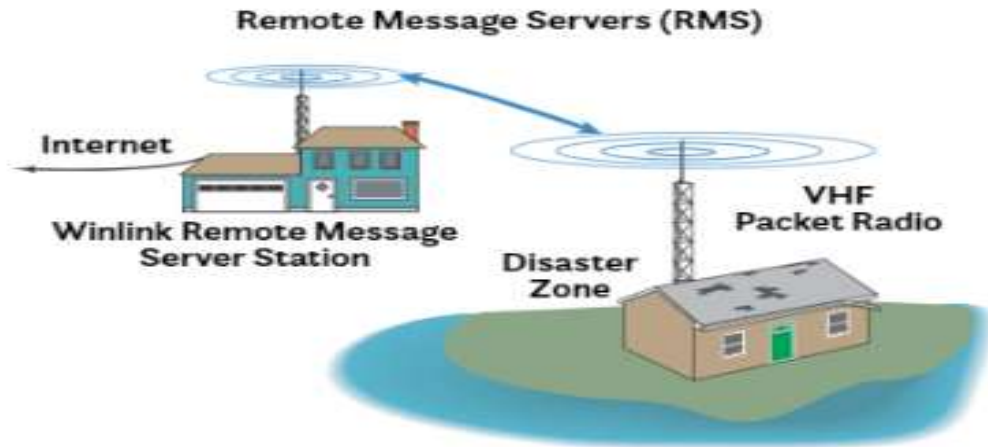 Remote Message Servers (RMS)
Internet
Winlink Remote Message
Server Station
VHF
Packet Radio
Disaster
Zone